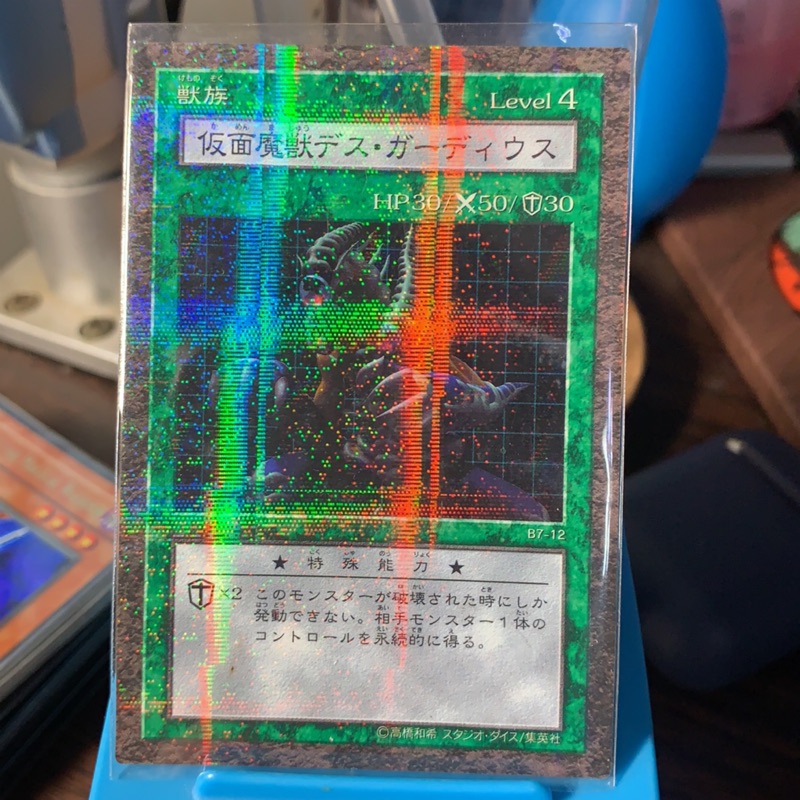 獣族
Level 4
仮面魔獣デス・ガーディウス
HP30/⚔50/🛡30
B7-12
★ 特殊能力 ★
×2 このモンスターが破壊された時にしか
発動できない。相手モンスター1体の
コントロールを永続的に得る。
©高橋和希 スタジオ・ダイス/集英社